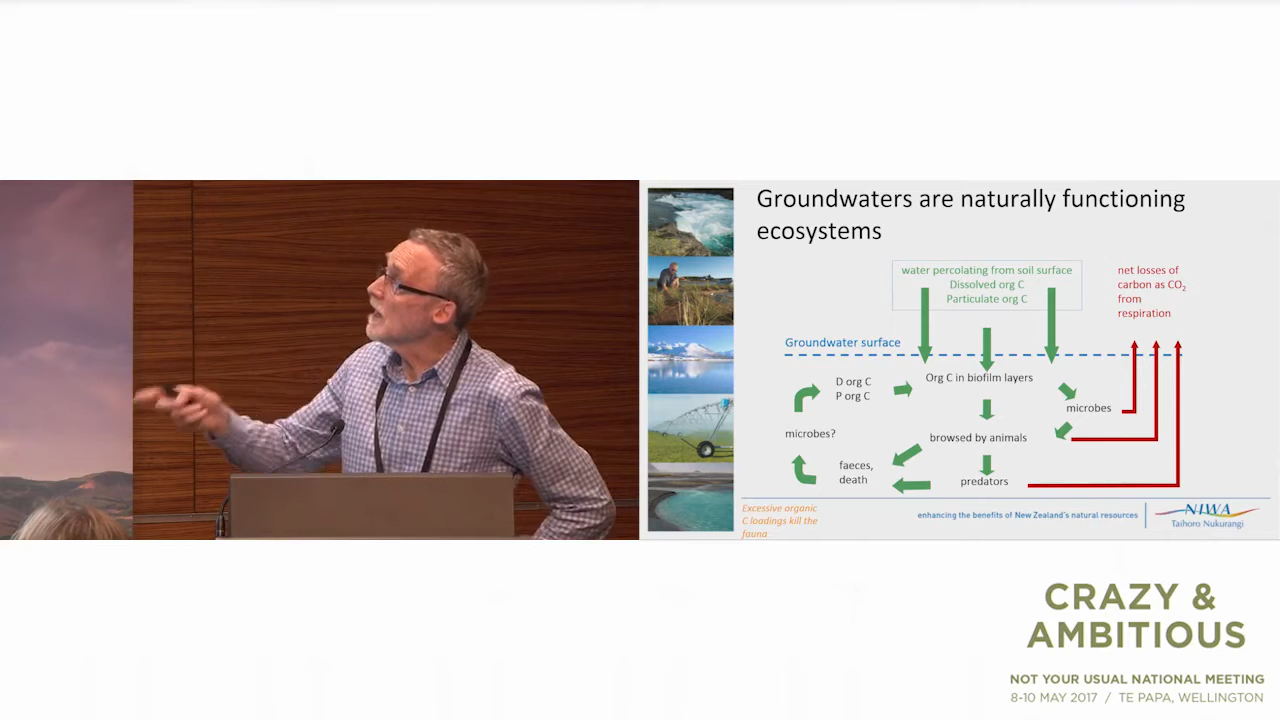 Groundwaters are naturally functioning
ecosystems
water percolating from soil surface
Dissolved org C
Particulate org C
net losses of
carbon as CO₂
from
respiration
Groundwater surface
D org C
P org C
Org C in biofilm layers
microbes
microbes?
browsed by animals
faeces,
death
predators
Excessive organic
C loadings kill the
fauna
enhancing the benefits of New Zealand's natural resources
NIWA
Taihoro Nukurangi
CRAZY &
AMBITIOUS
NOT YOUR USUAL NATIONAL MEETING
8-10 MAY 2017 / TE PAPA, WELLINGTON